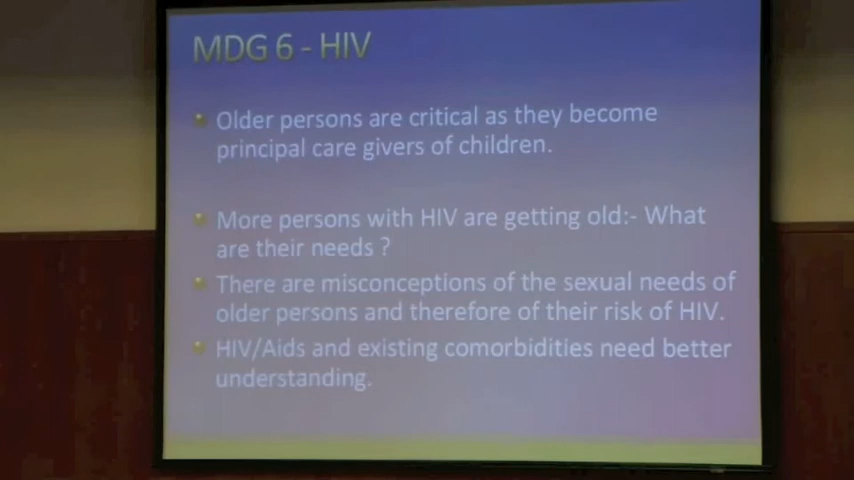 MDG 6 - HIV
Older persons are critical as they become
principal care givers of children.
More persons with HIV are getting old:- What
are their needs ?
There are misconceptions of the sexual needs of
older persons and therefore of their risk of HIV.
HIV/Aids and existing comorbidities need better
understanding.